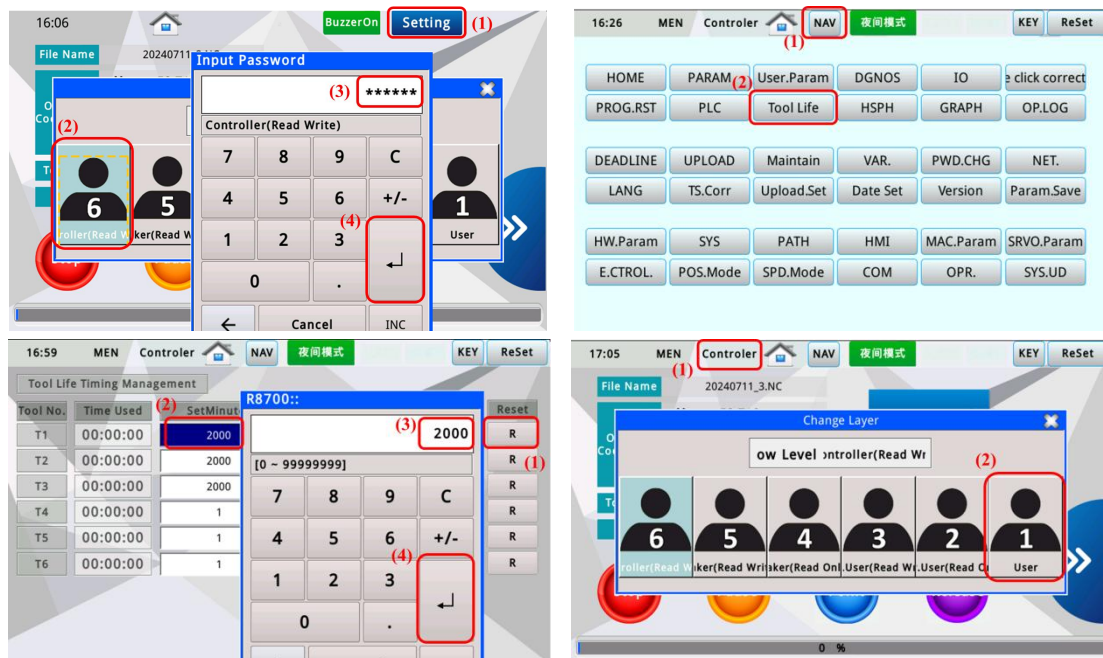 16:06 BuzzerOn Setting (1)
File Name 20240711
Input Password
(3) ******
Controller(Read Write)
(2)
7 8 9 C
4 5 6 +/-
(4)
1 2 3
0 .
← Cancel INC
6 5 1
roller(Read W ker(Read W User
16:26 MEN Controler NAV 夜间模式 KEY ReSet
(1)
HOME PARAM User.Param DGNOS IO e click correct
(2)
PROG.RST PLC Tool Life HSPH GRAPH OP.LOG
DEADLINE UPLOAD Maintain VAR. PWD.CHG NET.
LANG TS.Corr Upload.Set Date Set Version Param.Save
HW.Param SYS PATH HMI MAC.Param SRVO.Param
E.CTROL. POS.Mode SPD.Mode COM OPR. SYS.UD
16:59 MEN Controler NAV 夜间模式 KEY ReSet
Tool Life Timing Management
Tool No. Time Used (2) SetMinut Reset
T1 00:00:00 2000 R
T2 00:00:00 2000 R (1)
T3 00:00:00 2000 R
T4 00:00:00 1 R
T5 00:00:00 1 R
T6 00:00:00 1 R
R8700::
(3) 2000
[0 ~ 99999999]
7 8 9 C
4 5 6 +/-
(4)
1 2 3
0 .
17:05 MEN Controler NAV 夜间模式 KEY ReSet
(1)
File Name 20240711_3.NC
Change Layer
ow Level ontroller(Read Wr
(2)
6 5 4 3 2 1
roller(Read W ker(Read Wri aker(Read Onl .User(Read Wr .User(Read O User
0 %